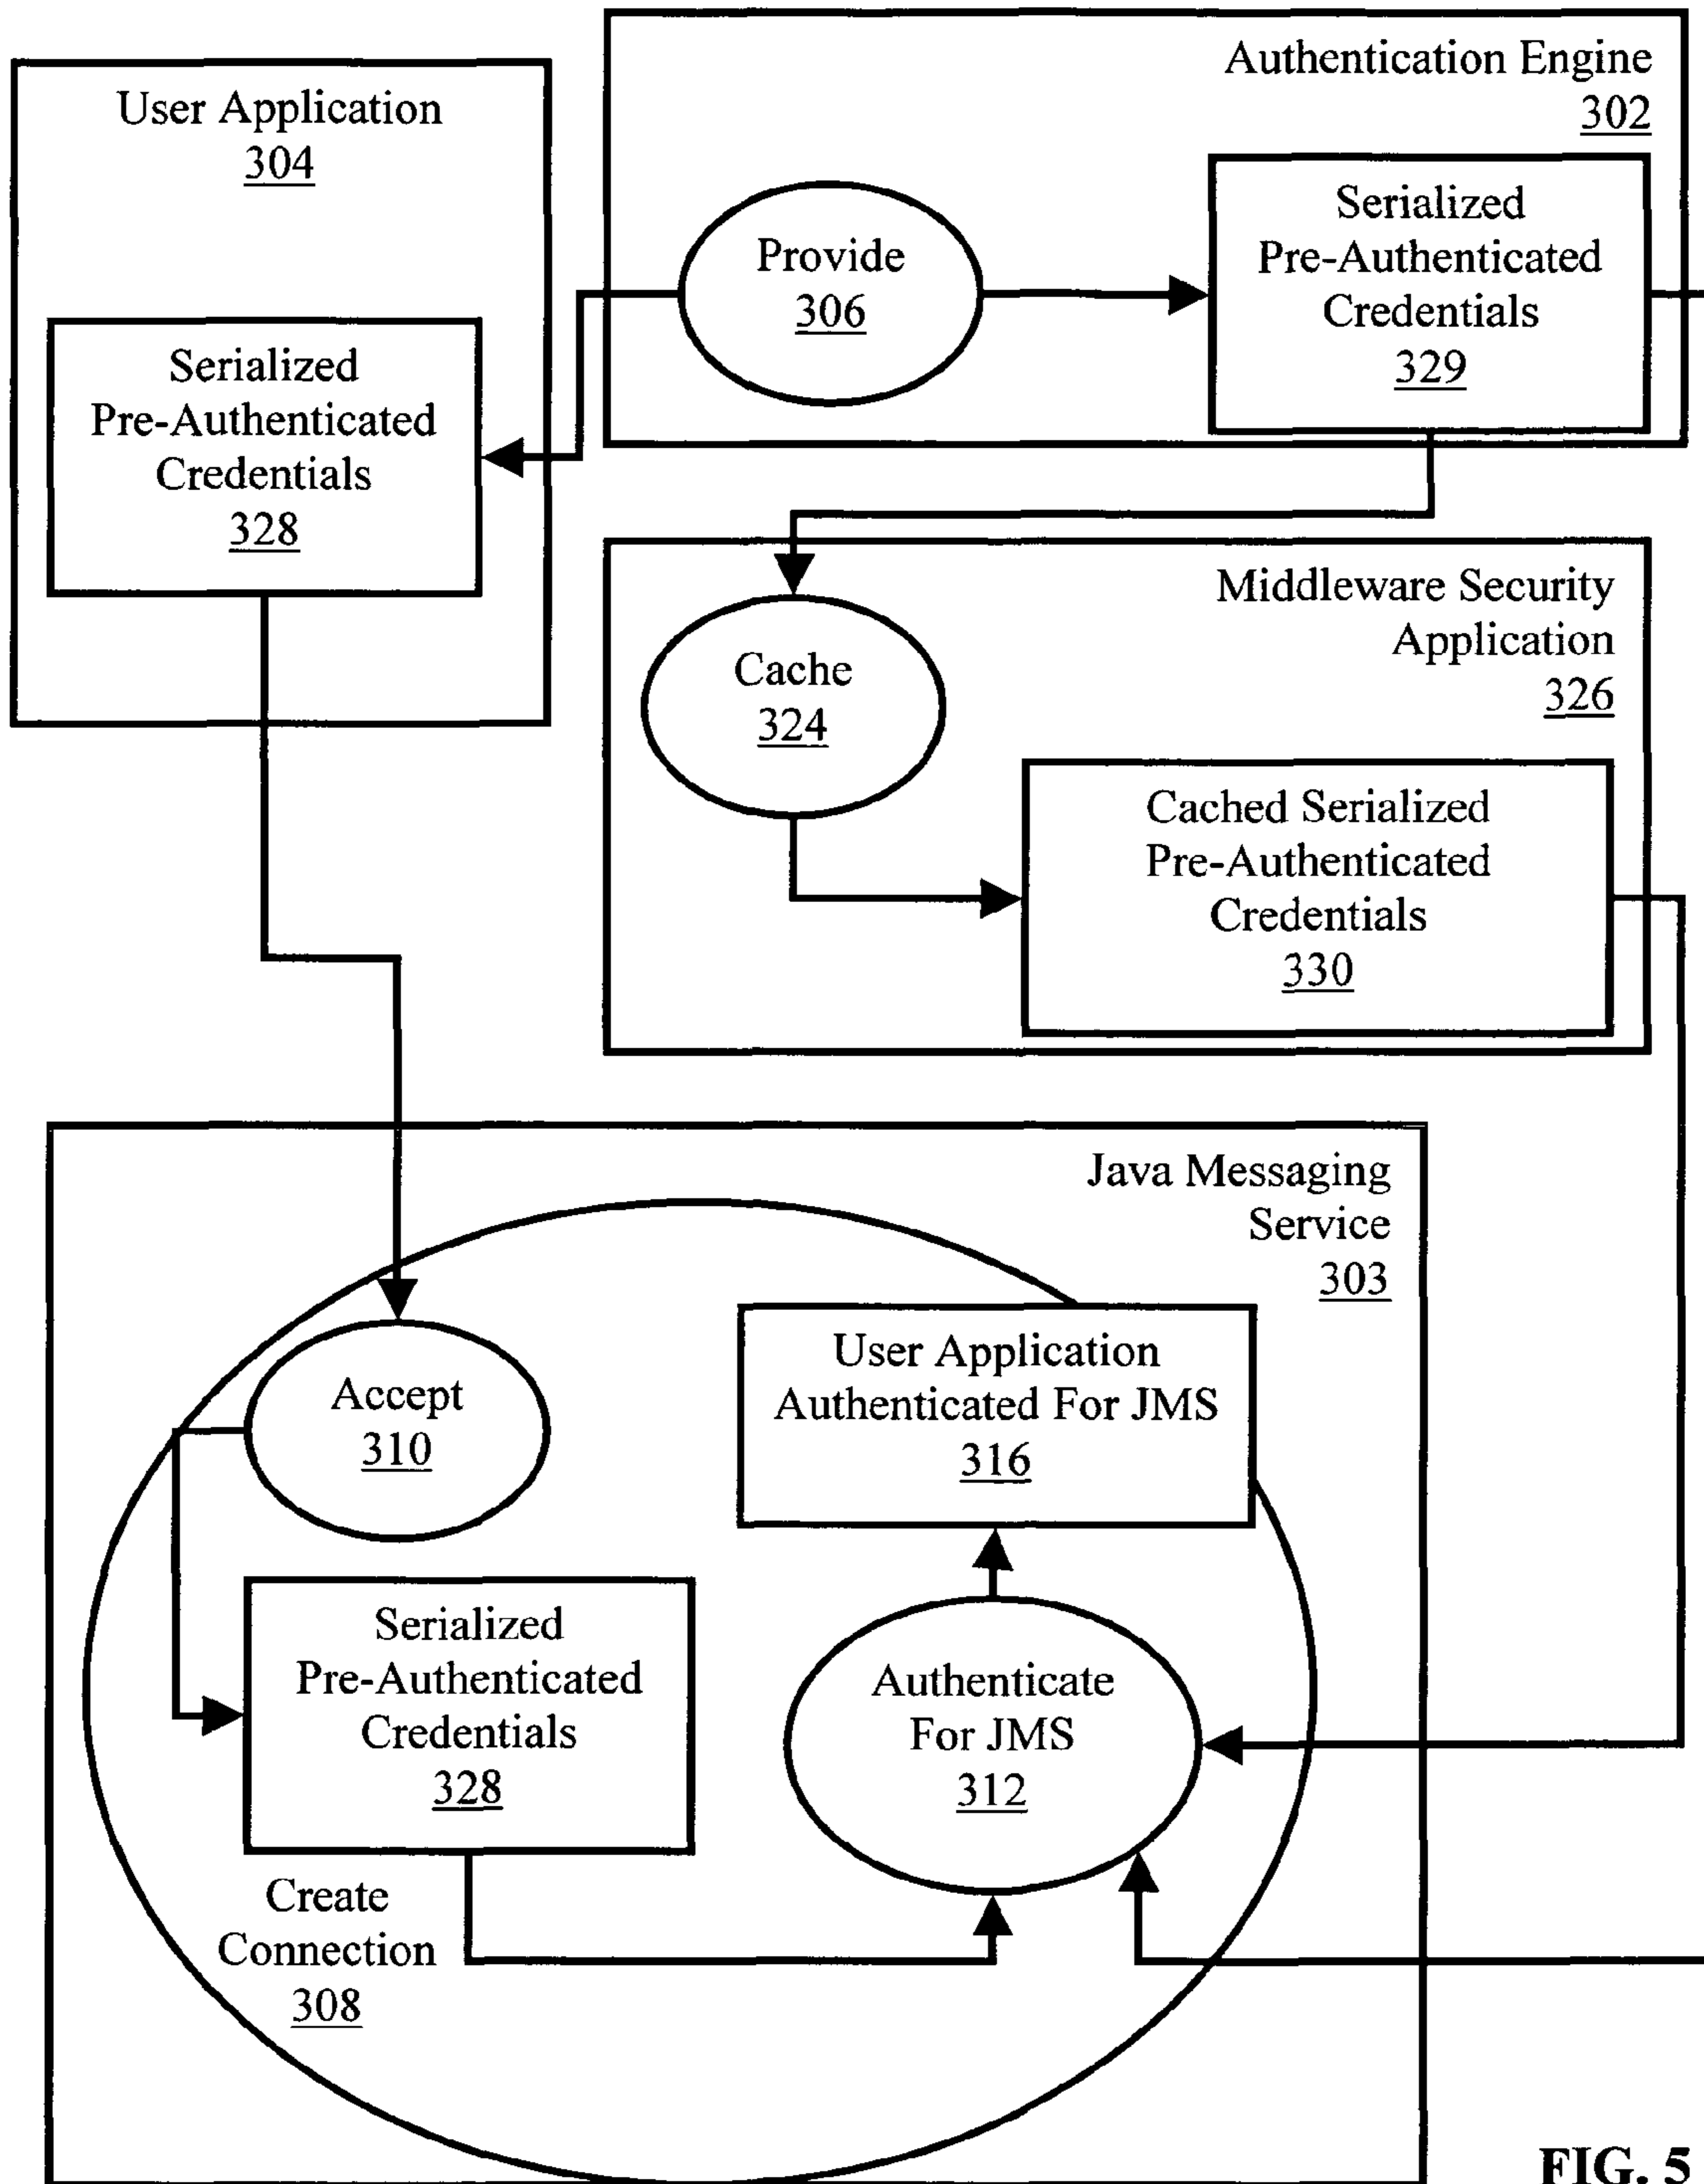 Authentication Engine
302
User Application
304
Provide
306
Serialized
Pre-Authenticated
Credentials
329
Serialized
Pre-Authenticated
Credentials
328
Middleware Security
Application
326
Cache
324
Cached Serialized
Pre-Authenticated
Credentials
330
Java Messaging
Service
303
Accept
310
User Application
Authenticated For JMS
316
Serialized
Pre-Authenticated
Credentials
328
Authenticate
For JMS
312
Create
Connection
308
FIG. 5